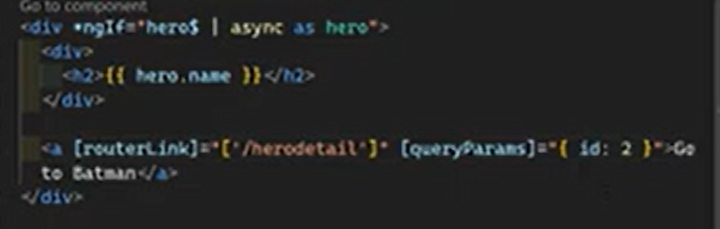 Go to component
<div *ngIf="hero$ | async as hero">
<div>
<h2>{{ hero.name }}</h2>
</div>
<a [routerLink]="['/herodetail']" [queryParams]="{ id: 2 }">Go
to Batman</a>
</div>